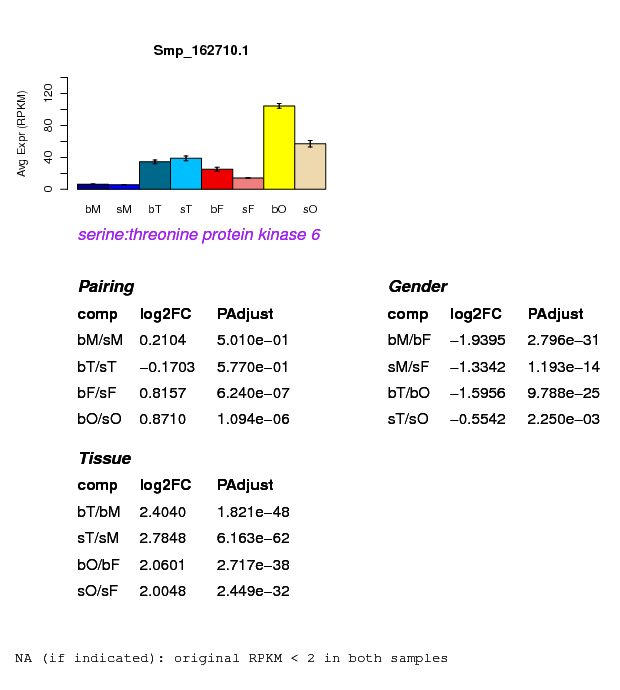 Smp_162710.1
Avg Expr (RPKM)
0 40 80 120
bM sM bT sT bF sF bO sO
serine:threonine protein kinase 6
Pairing
comp log2FC PAdjust
bM/sM 0.2104 5.010e−01
bT/sT −0.1703 5.770e−01
bF/sF 0.8157 6.240e−07
bO/sO 0.8710 1.094e−06
Gender
comp log2FC PAdjust
bM/bF −1.9395 2.796e−31
sM/sF −1.3342 1.193e−14
bT/bO −1.5956 9.788e−25
sT/sO −0.5542 2.250e−03
Tissue
comp log2FC PAdjust
bT/bM 2.4040 1.821e−48
sT/sM 2.7848 6.163e−62
bO/bF 2.0601 2.717e−38
sO/sF 2.0048 2.449e−32
NA (if indicated): original RPKM < 2 in both samples